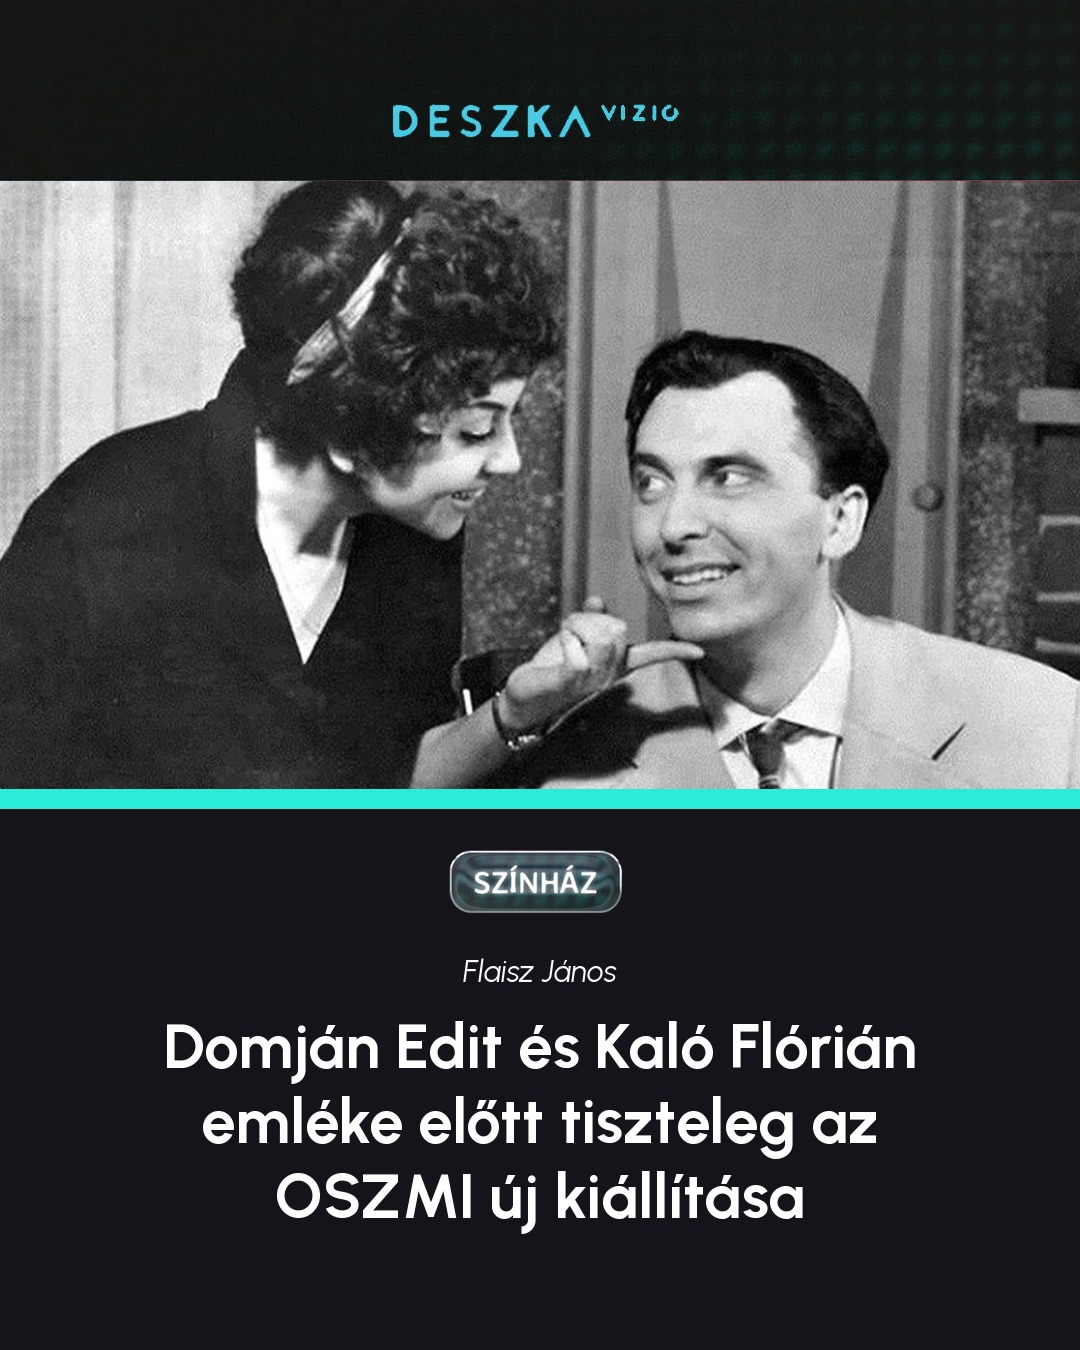 DESZKA VIZIO
SZÍNHÁZ
Flaisz János
Domján Edit és Kaló Flórián
emléke előtt tiszteleg az
OSZMI új kiállítása